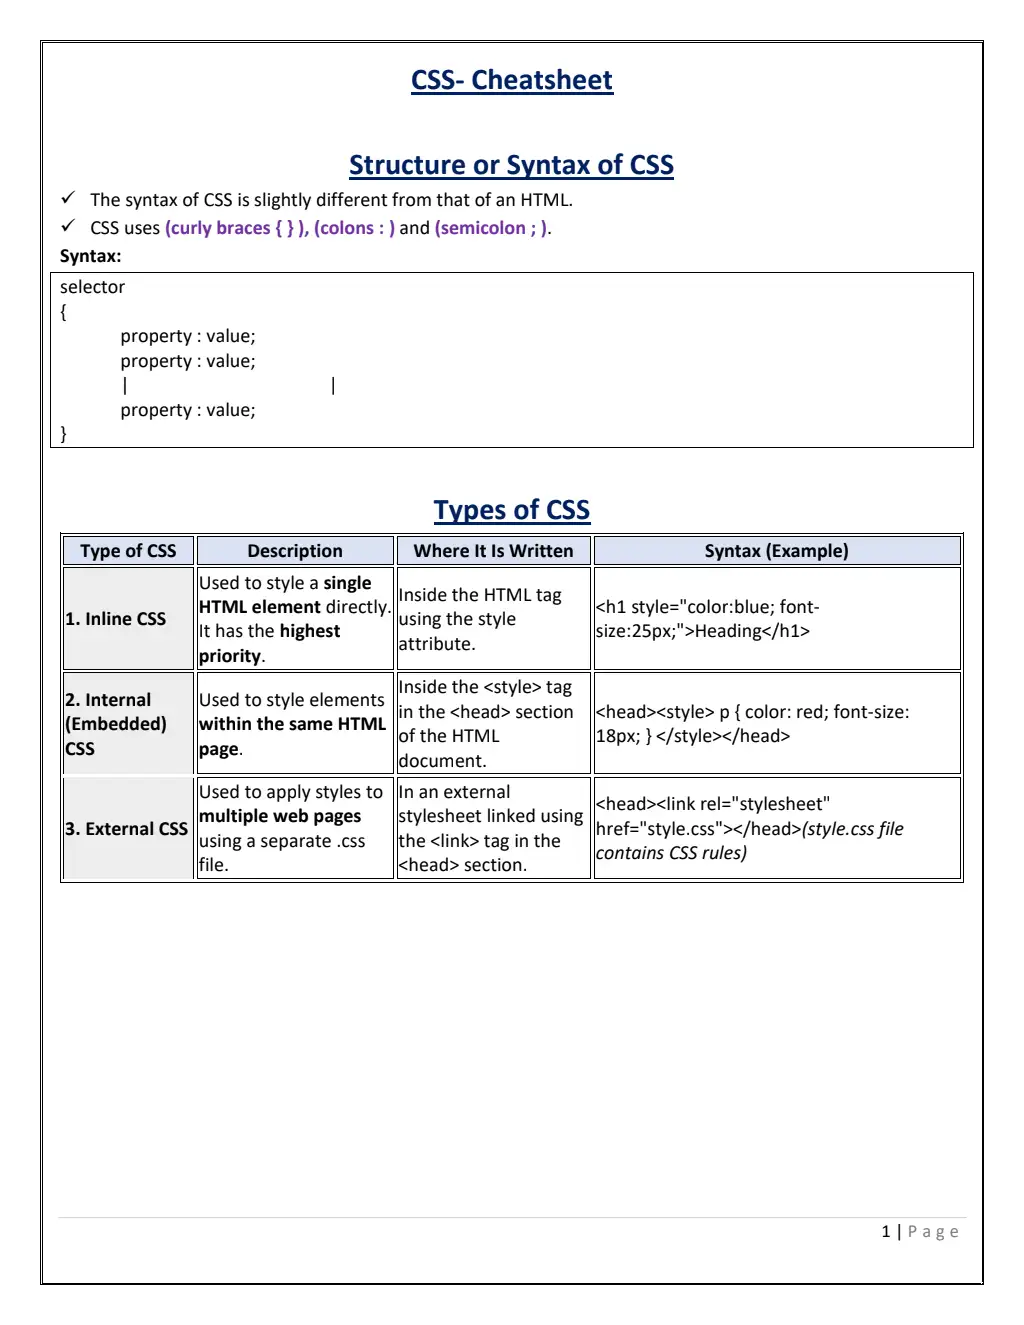 CSS- Cheatsheet
Structure or Syntax of CSS
✓ The syntax of CSS is slightly different from that of an HTML.
✓ CSS uses (curly braces { } ), (colons : ) and (semicolon ; ).
Syntax:
selector
{
property : value;
property : value;
| |
property : value;
}
Types of CSS
Type of CSS Description Where It Is Written Syntax (Example)
1. Inline CSS
Used to style a single
HTML element directly.
It has the highest
priority.
Inside the HTML tag
using the style
attribute.
<h1 style="color:blue; font-
size:25px;">Heading</h1>
2. Internal
(Embedded)
CSS
Used to style elements
within the same HTML
page.
Inside the <style> tag
in the <head> section
of the HTML
document.
<head><style> p { color: red; font-size:
18px; } </style></head>
3. External CSS
Used to apply styles to
multiple web pages
using a separate .css
file.
In an external
stylesheet linked using
the <link> tag in the
<head> section.
<head><link rel="stylesheet"
href="style.css"></head>(style.css file
contains CSS rules)
1 | P a g e